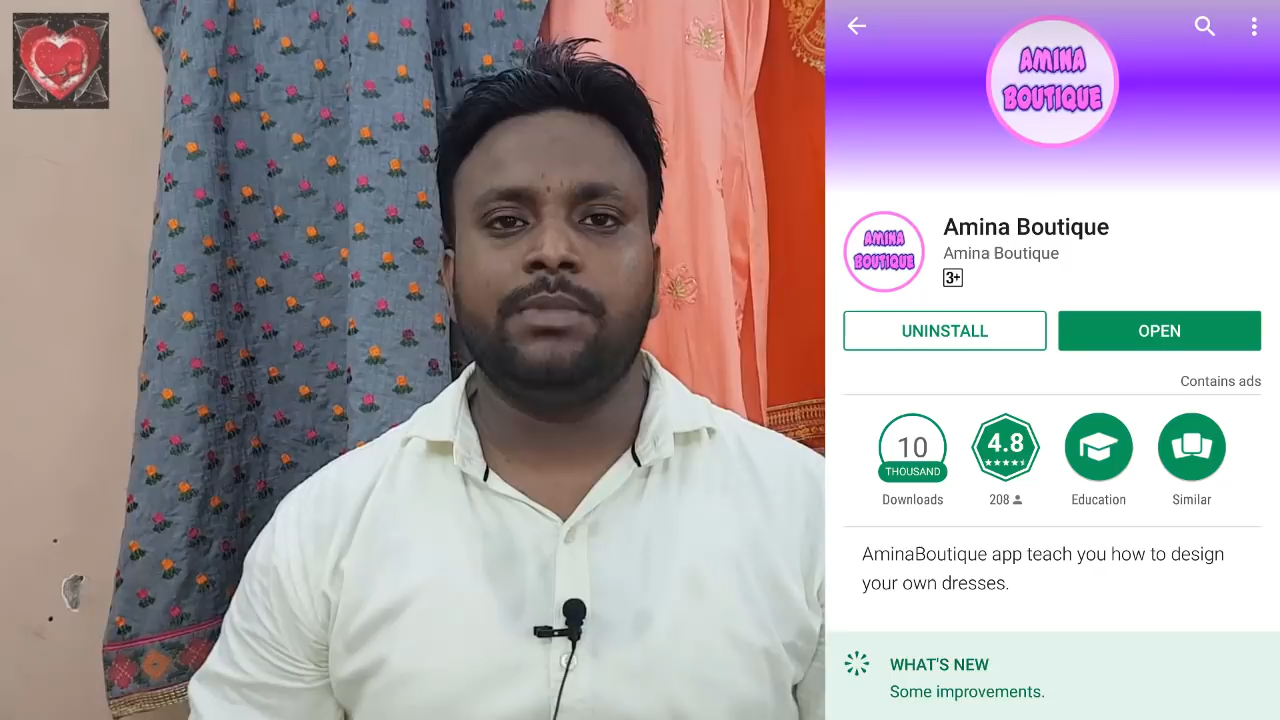 AMINA
BOUTIQUE
AMINA
BOUTIQUE
Amina Boutique
Amina Boutique
3+
UNINSTALL
OPEN
Contains ads
10
THOUSAND
4.8
Downloads
208
Education
Similar
AminaBoutique app teach you how to design
your own dresses.
WHAT'S NEW
Some improvements.